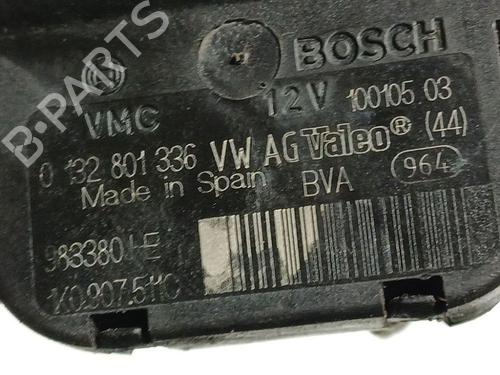 B-PARTS
BOSCH
12V 100105 03
VMC
0 132 801 336 VW AG Valeo® (44)
Made in Spain BVA 964
983380
1K0.907.511C